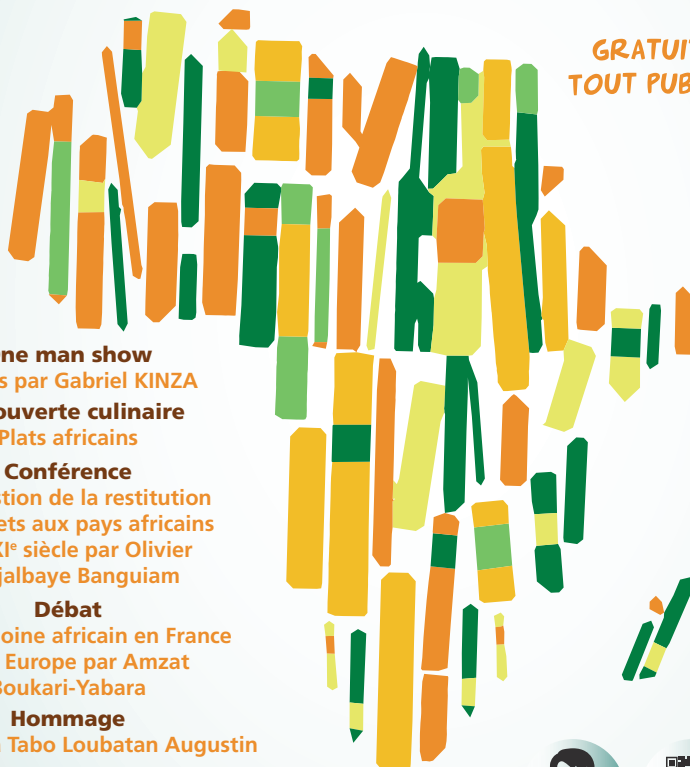 GRATUIT
TOUT PUB
ne man show
s par Gabriel KINZA
ouverte culinaire
Plats africains
Conférence
stion de la restitution
ets aux pays africains
Ie siècle par Olivier
jalbaye Banguiam
Débat
oine africain en France
Europe par Amzat
Boukari-Yabara
Hommage
Tabo Loubatan Augustin